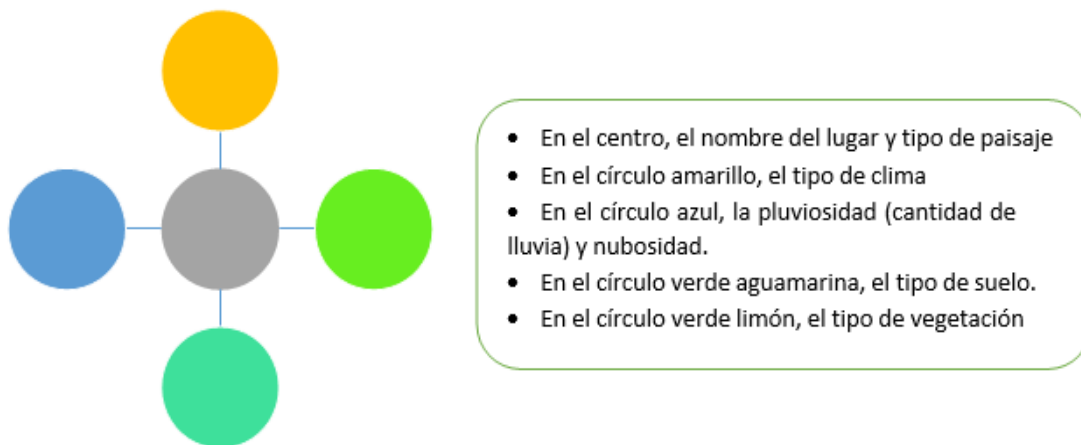 • En el centro, el nombre del lugar y tipo de paisaje
• En el círculo amarillo, el tipo de clima
• En el círculo azul, la pluviosidad (cantidad de
lluvia) y nubosidad.
• En el círculo verde aguamarina, el tipo de suelo.
• En el círculo verde limón, el tipo de vegetación